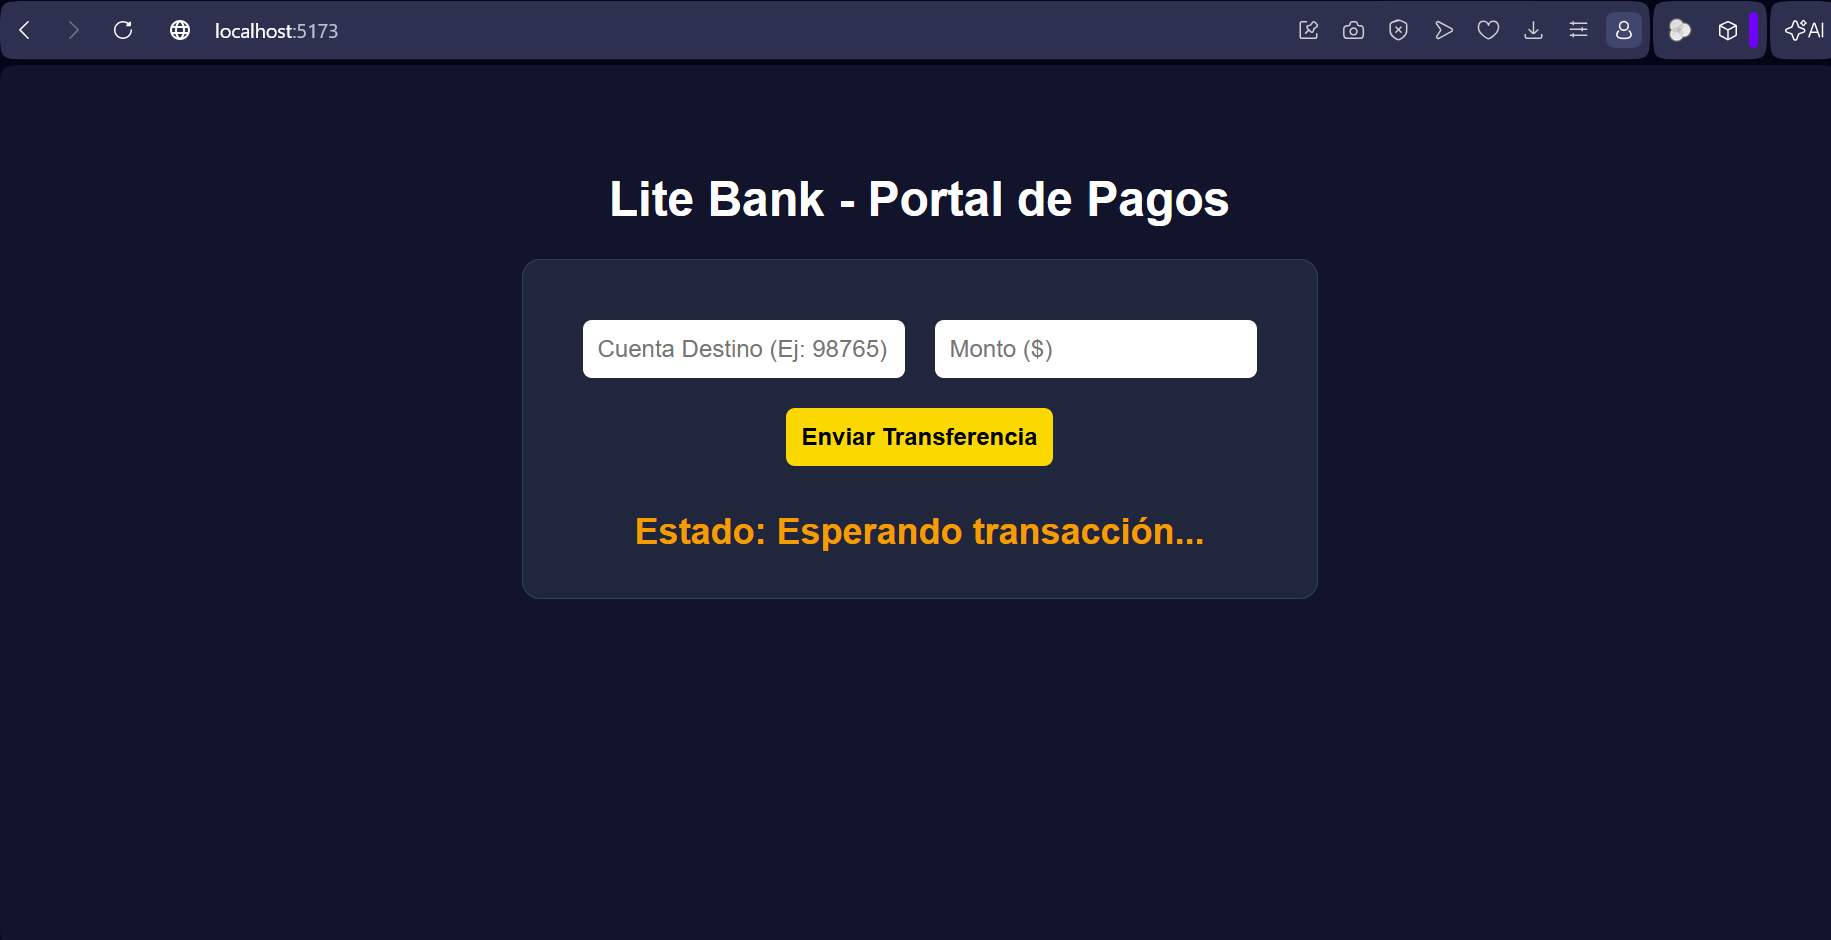 localhost:5173
AI
Lite Bank - Portal de Pagos
Cuenta Destino (Ej: 98765)
Monto ($)
Enviar Transferencia
Estado: Esperando transacción...